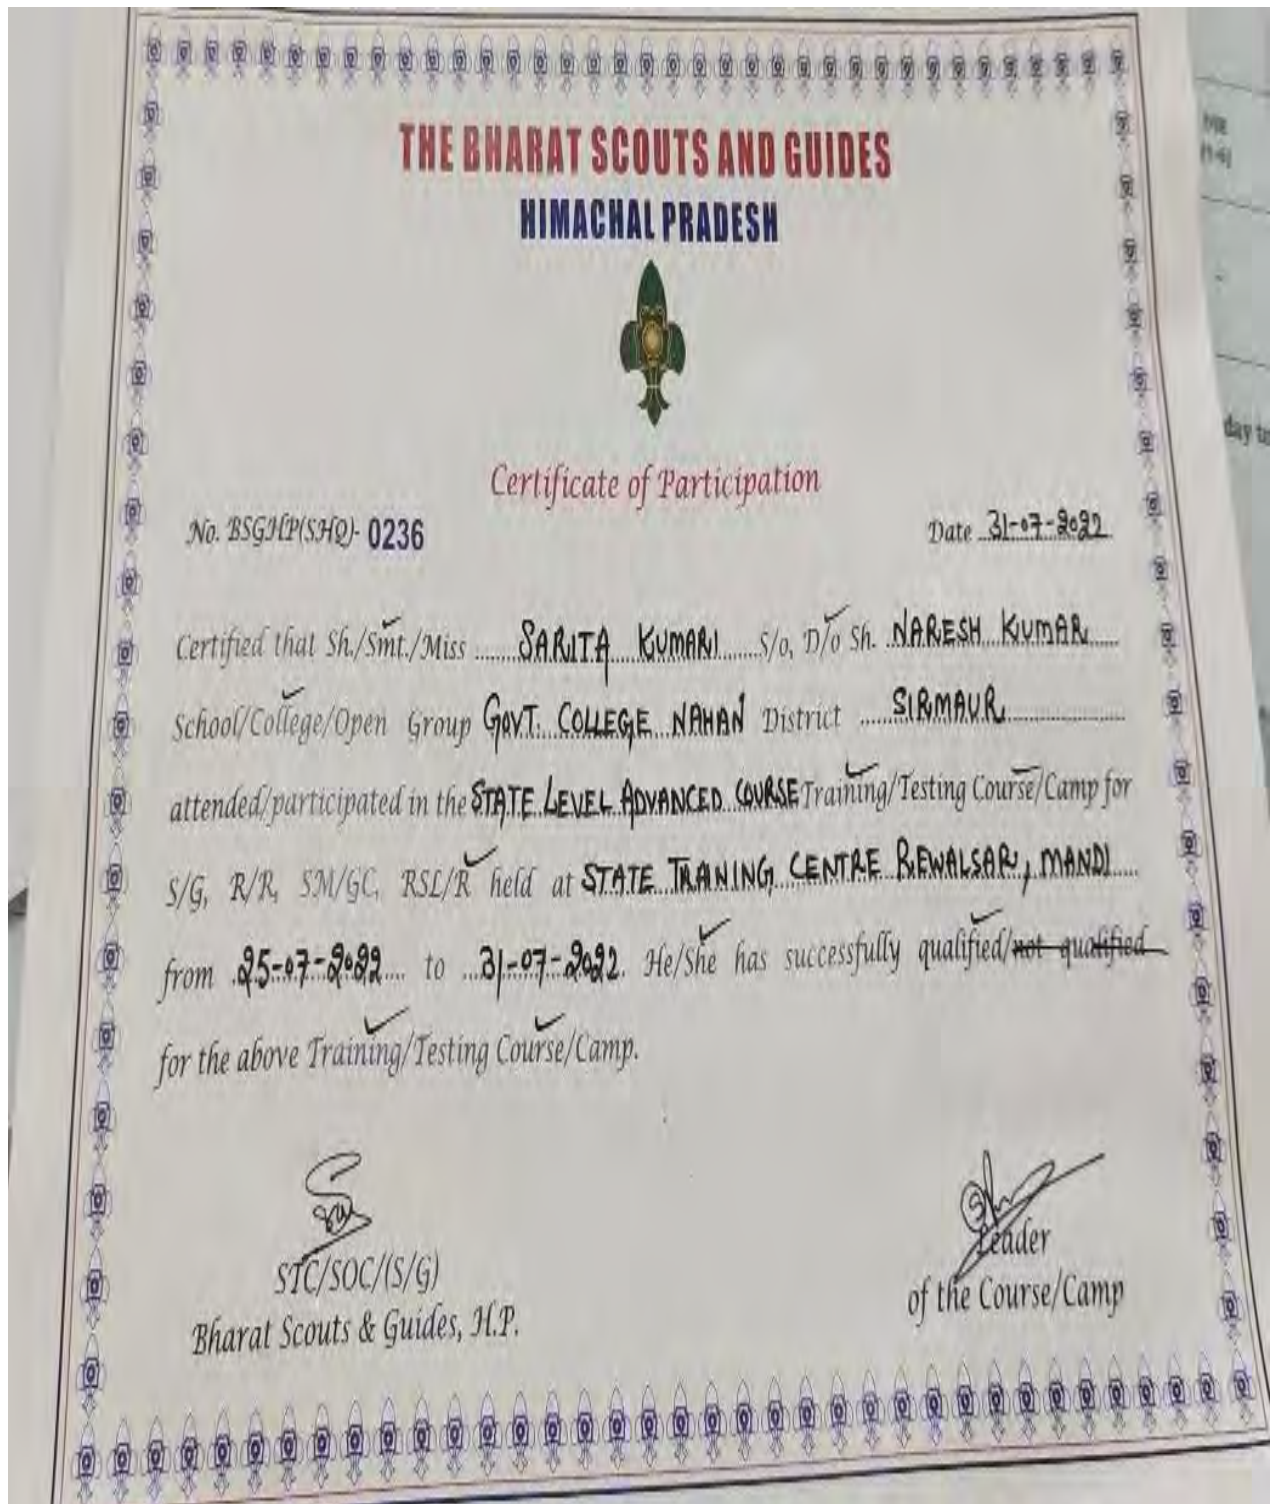 THE BHARAT SCOUTS AND GUIDES
HIMACHAL PRADESH
Certificate of Participation
No. BSGHP(SHQ)- 0236 Date 31-07-2022
Certified that Sh./Smt./Miss SARITA KUMARI S/o, D/o Sh. NARESH KUMAR
School/College/Open Group GOVT. COLLEGE NAHAN District SIRMAUR
attended/participated in the STATE LEVEL ADVANCED COURSE Training/Testing Course/Camp for
S/G, R/R, SM/GC, RSL/R held at STATE TRANING CENTRE REWALSAR, MANDI
from 25-07-2022 to 31-07-2022. He/She has successfully qualified/not qualified
for the above Training/Testing Course/Camp.
STC/SOC/(S/G)
Bharat Scouts & Guides, H.P.
Leader
of the Course/Camp
day